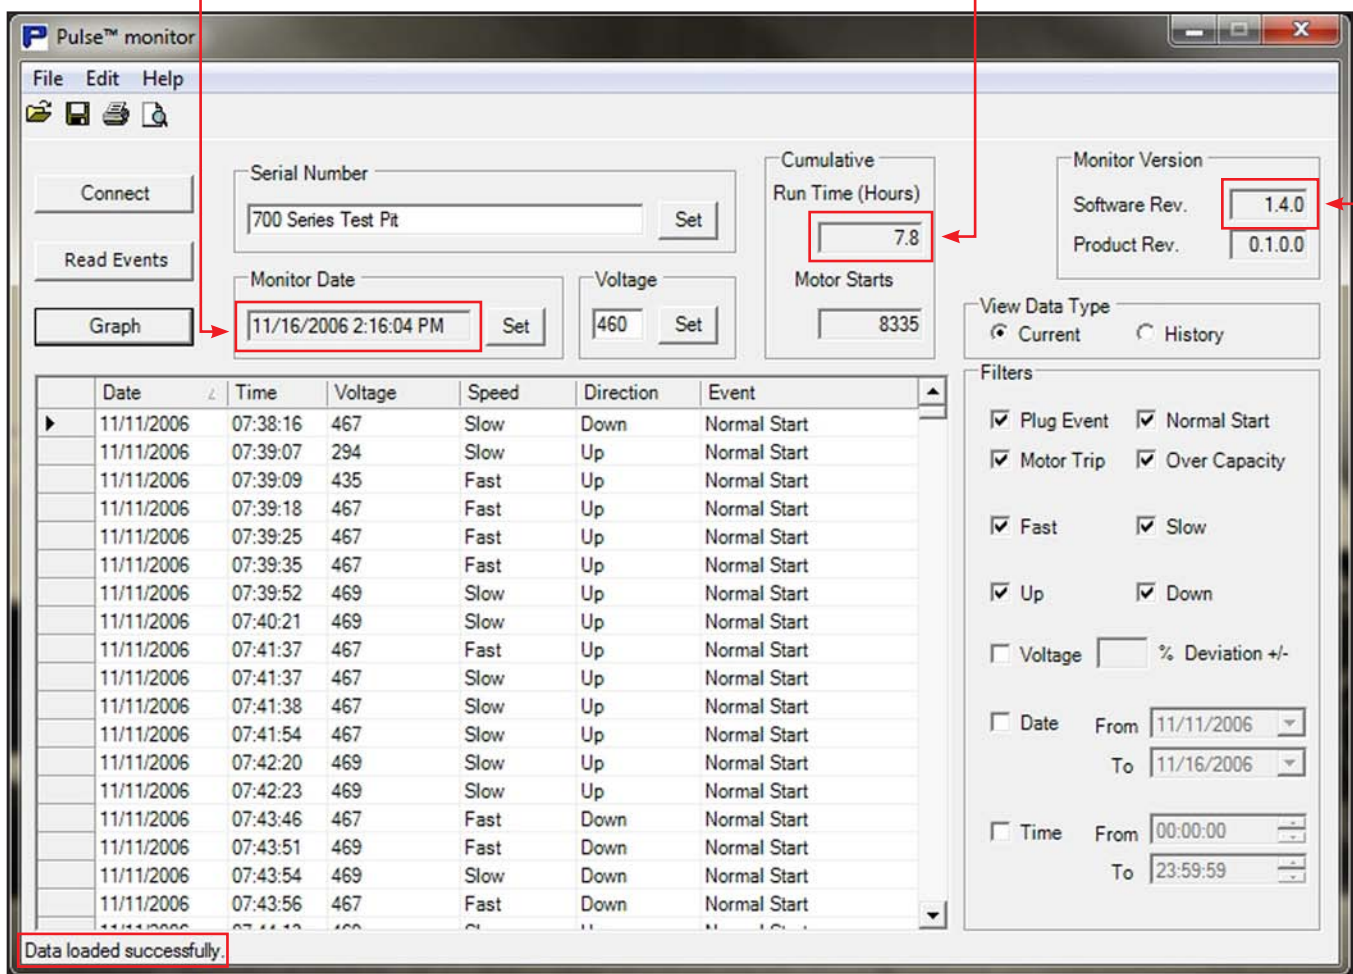 Pulse™ monitor
File Edit Help
Connect
Read Events
Graph
Serial Number
700 Series Test Pit
Set
Monitor Date
11/16/2006 2:16:04 PM
Set
Voltage
460
Set
Cumulative
Run Time (Hours)
7.8
Motor Starts
8335
Monitor Version
Software Rev. 1.4.0
Product Rev. 0.1.0.0
View Data Type
Current History
Date Time Voltage Speed Direction Event
11/11/2006 07:38:16 467 Slow Down Normal Start
11/11/2006 07:39:07 294 Slow Up Normal Start
11/11/2006 07:39:09 435 Fast Up Normal Start
11/11/2006 07:39:18 467 Fast Up Normal Start
11/11/2006 07:39:25 467 Fast Up Normal Start
11/11/2006 07:39:35 467 Fast Up Normal Start
11/11/2006 07:39:52 469 Slow Up Normal Start
11/11/2006 07:40:21 469 Slow Up Normal Start
11/11/2006 07:41:37 467 Fast Up Normal Start
11/11/2006 07:41:37 467 Slow Up Normal Start
11/11/2006 07:41:38 467 Slow Up Normal Start
11/11/2006 07:41:54 467 Slow Up Normal Start
11/11/2006 07:42:20 469 Slow Up Normal Start
11/11/2006 07:42:23 469 Slow Up Normal Start
11/11/2006 07:43:46 467 Fast Down Normal Start
11/11/2006 07:43:51 469 Fast Down Normal Start
11/11/2006 07:43:54 469 Slow Down Normal Start
11/11/2006 07:43:56 467 Fast Down Normal Start
Filters
Plug Event Normal Start
Motor Trip Over Capacity
Fast Slow
Up Down
Voltage % Deviation +/-
Date From 11/11/2006
To 11/16/2006
Time From 00:00:00
To 23:59:59
Data loaded successfully.